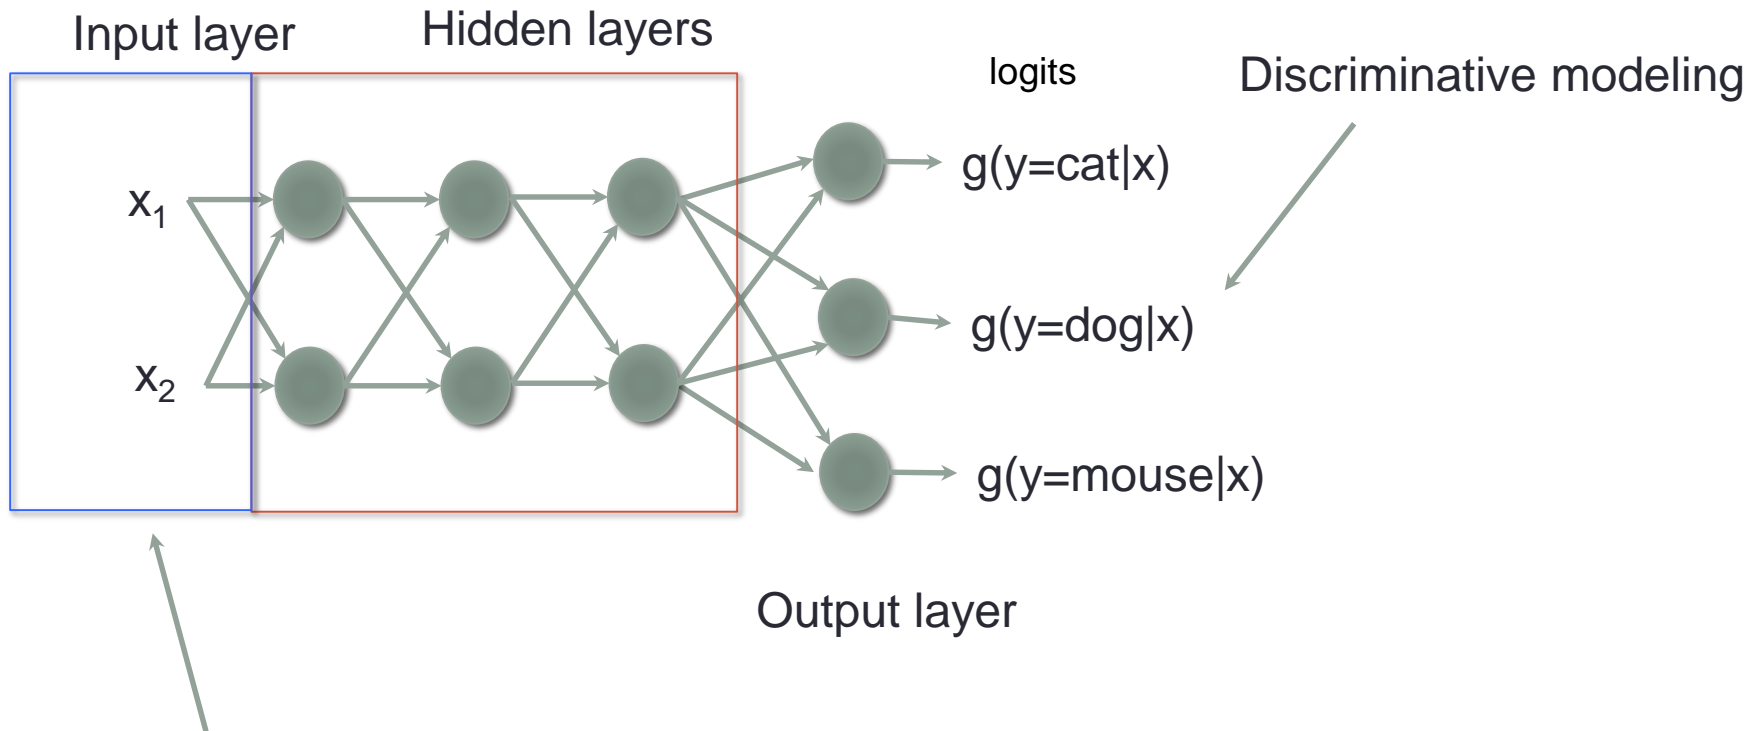 Input layer
Hidden layers
logits
Discriminative modeling
x₁
g(y=cat|x)
g(y=dog|x)
x₂
g(y=mouse|x)
Output layer